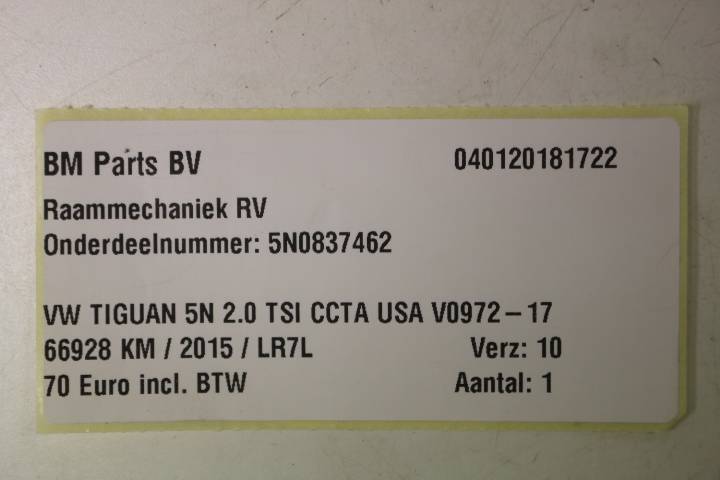 BM Parts BV 040120181722
Raammechaniek RV
Onderdeelnummer: 5N0837462
VW TIGUAN 5N 2.0 TSI CCTA USA V0972-17
66928 KM / 2015 / LR7L Verz: 10
70 Euro incl. BTW Aantal: 1